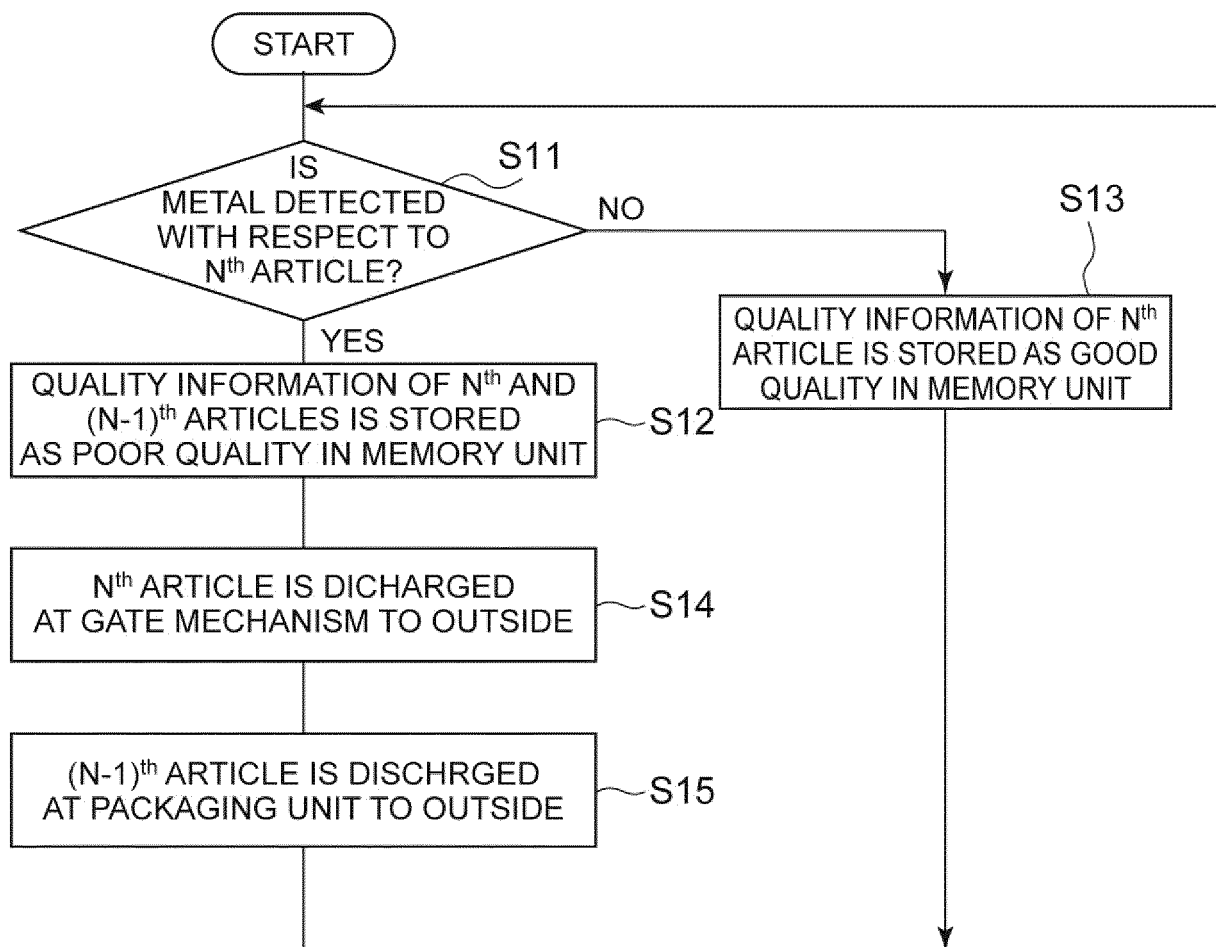 START
IS
METAL DETECTED
WITH RESPECT TO
Nth ARTICLE?
S11
NO
YES
S13
QUALITY INFORMATION OF Nth
ARTICLE IS STORED AS GOOD
QUALITY IN MEMORY UNIT
QUALITY INFORMATION OF Nth AND
(N-1)th ARTICLES IS STORED
AS POOR QUALITY IN MEMORY UNIT
S12
Nth ARTICLE IS DICHARGED
AT GATE MECHANISM TO OUTSIDE
S14
(N-1)th ARTICLE IS DISCHRGED
AT PACKAGING UNIT TO OUTSIDE
S15